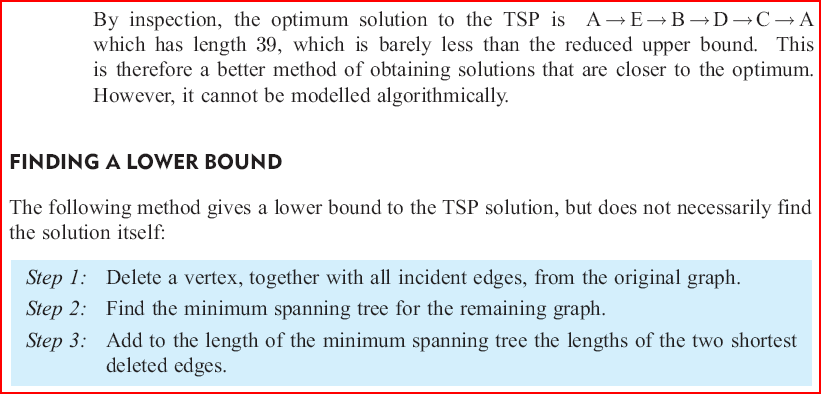 By inspection, the optimum solution to the TSP is A → E → B → D → C → A
which has length 39, which is barely less than the reduced upper bound. This
is therefore a better method of obtaining solutions that are closer to the optimum.
However, it cannot be modelled algorithmically.
FINDING A LOWER BOUND
The following method gives a lower bound to the TSP solution, but does not necessarily find
the solution itself:
Step 1: Delete a vertex, together with all incident edges, from the original graph.
Step 2: Find the minimum spanning tree for the remaining graph.
Step 3: Add to the length of the minimum spanning tree the lengths of the two shortest
deleted edges.